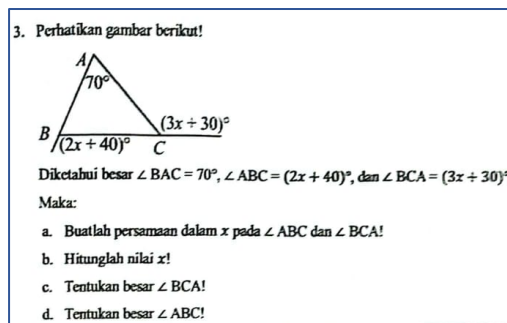 3. Perhatikan gambar berikut!
A
70°
(3x + 30)°
B
(2x + 40)°
C
Diketahui besar ∠ BAC = 70°, ∠ ABC = (2x + 40)°, dan ∠ BCA = (3x + 30)°
Maka:
a. Buatlah persamaan dalam x pada ∠ ABC dan ∠ BCA!
b. Hitunglah nilai x!
c. Tentukan besar ∠ BCA!
d. Tentukan besar ∠ ABC!